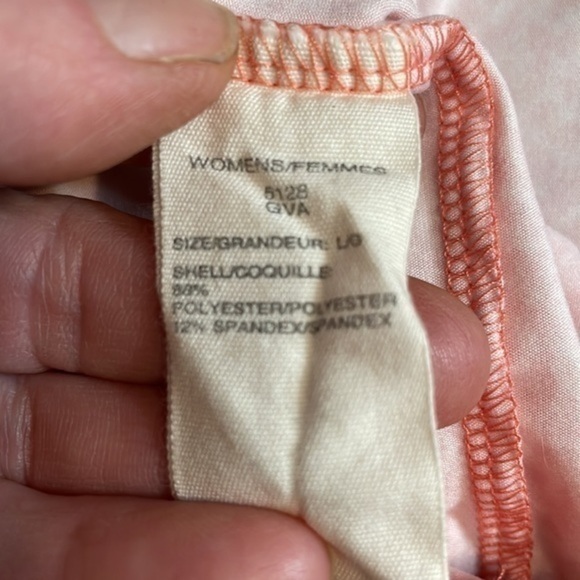 WOMENS/FEMMES
5128
GVA
SIZE/GRANDEUR: L/G
SHELL/COQUILLE
88%
POLYESTER/POLYESTER
12% SPANDEX/SPANDEX